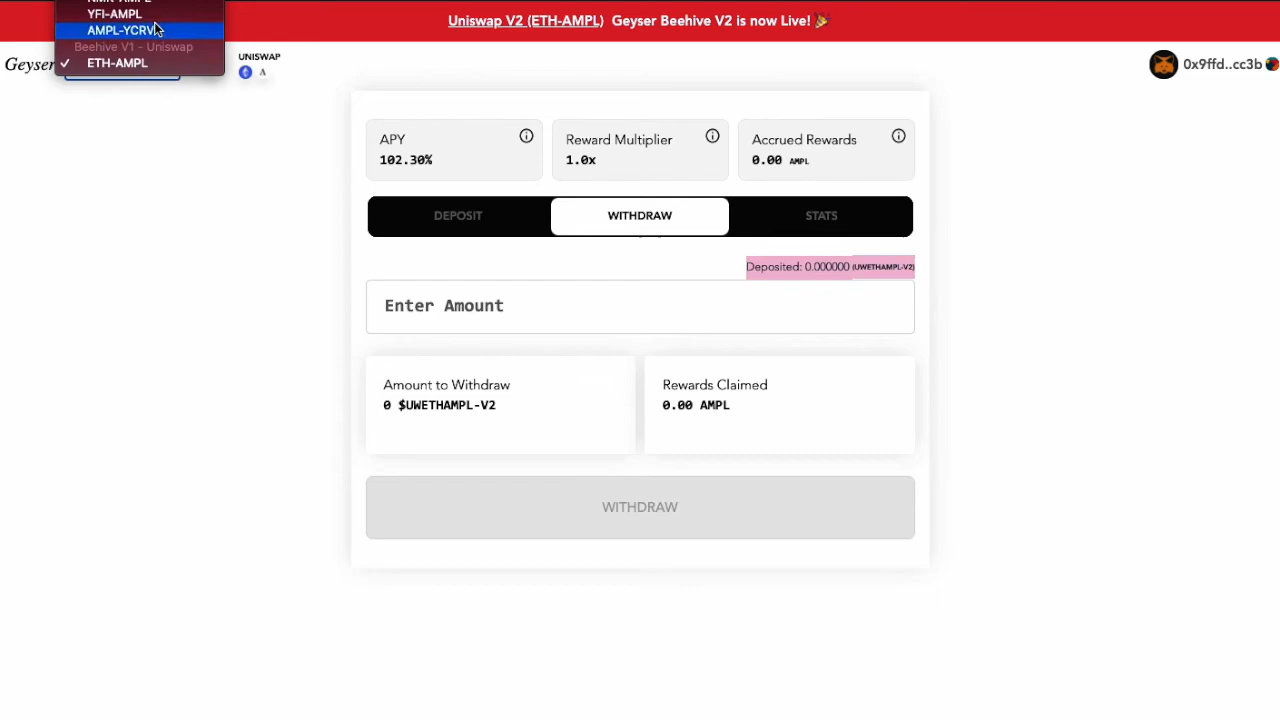 NMR-AMPL
YFI-AMPL
AMPL-YCRV
Beehive V1 - Uniswap
✓ ETH-AMPL
Uniswap V2 (ETH-AMPL) Geyser Beehive V2 is now Live! 🎉
Geyser
UNISWAP
0x9ffd..cc3b
APY
102.30%
Reward Multiplier
1.0x
Accrued Rewards
0.00 AMPL
DEPOSIT
WITHDRAW
STATS
Deposited: 0.000000 (UWETHAMPL-V2)
Enter Amount
Amount to Withdraw
0 $UWETHAMPL-V2
Rewards Claimed
0.00 AMPL
WITHDRAW